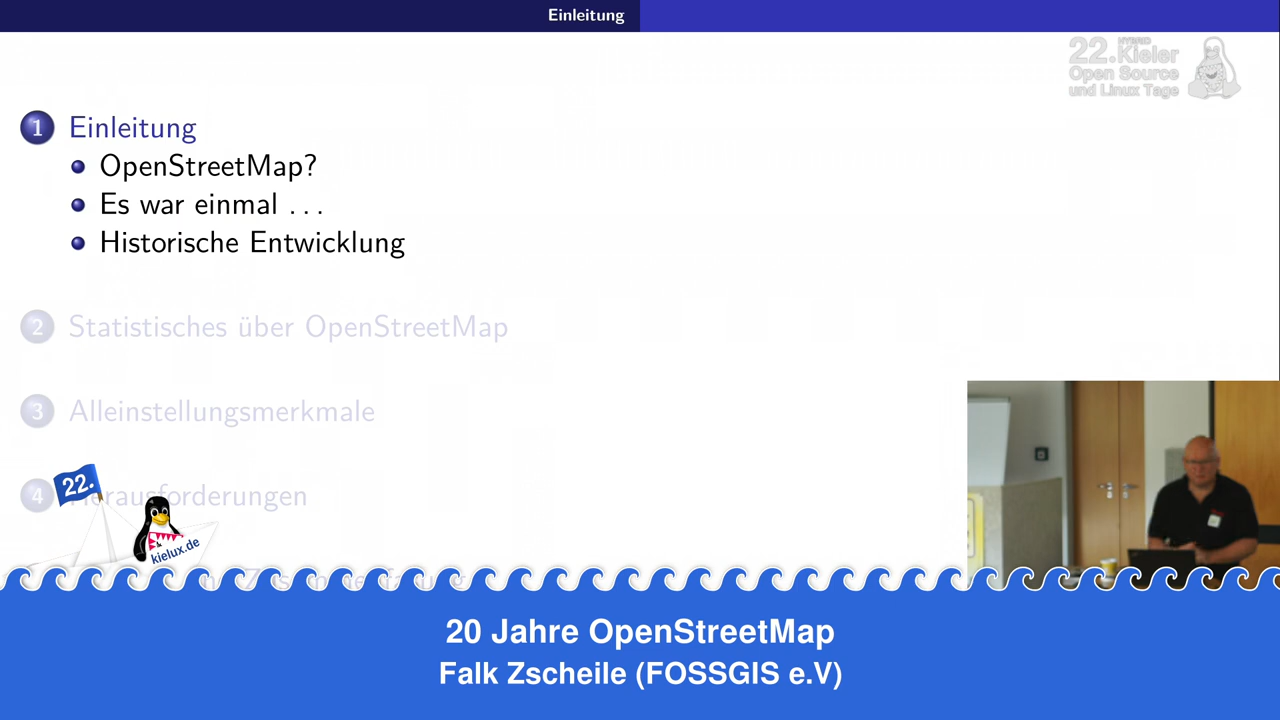 Einleitung
22. HYBRID Kieler
Open Source
und Linux Tage
1 Einleitung
OpenStreetMap?
Es war einmal . . .
Historische Entwicklung
2 Statistisches über OpenStreetMap
3 Alleinstellungsmerkmale
4 Herausforderungen
22.
kielux.de
20 Jahre OpenStreetMap
Falk Zscheile (FOSSGIS e.V)